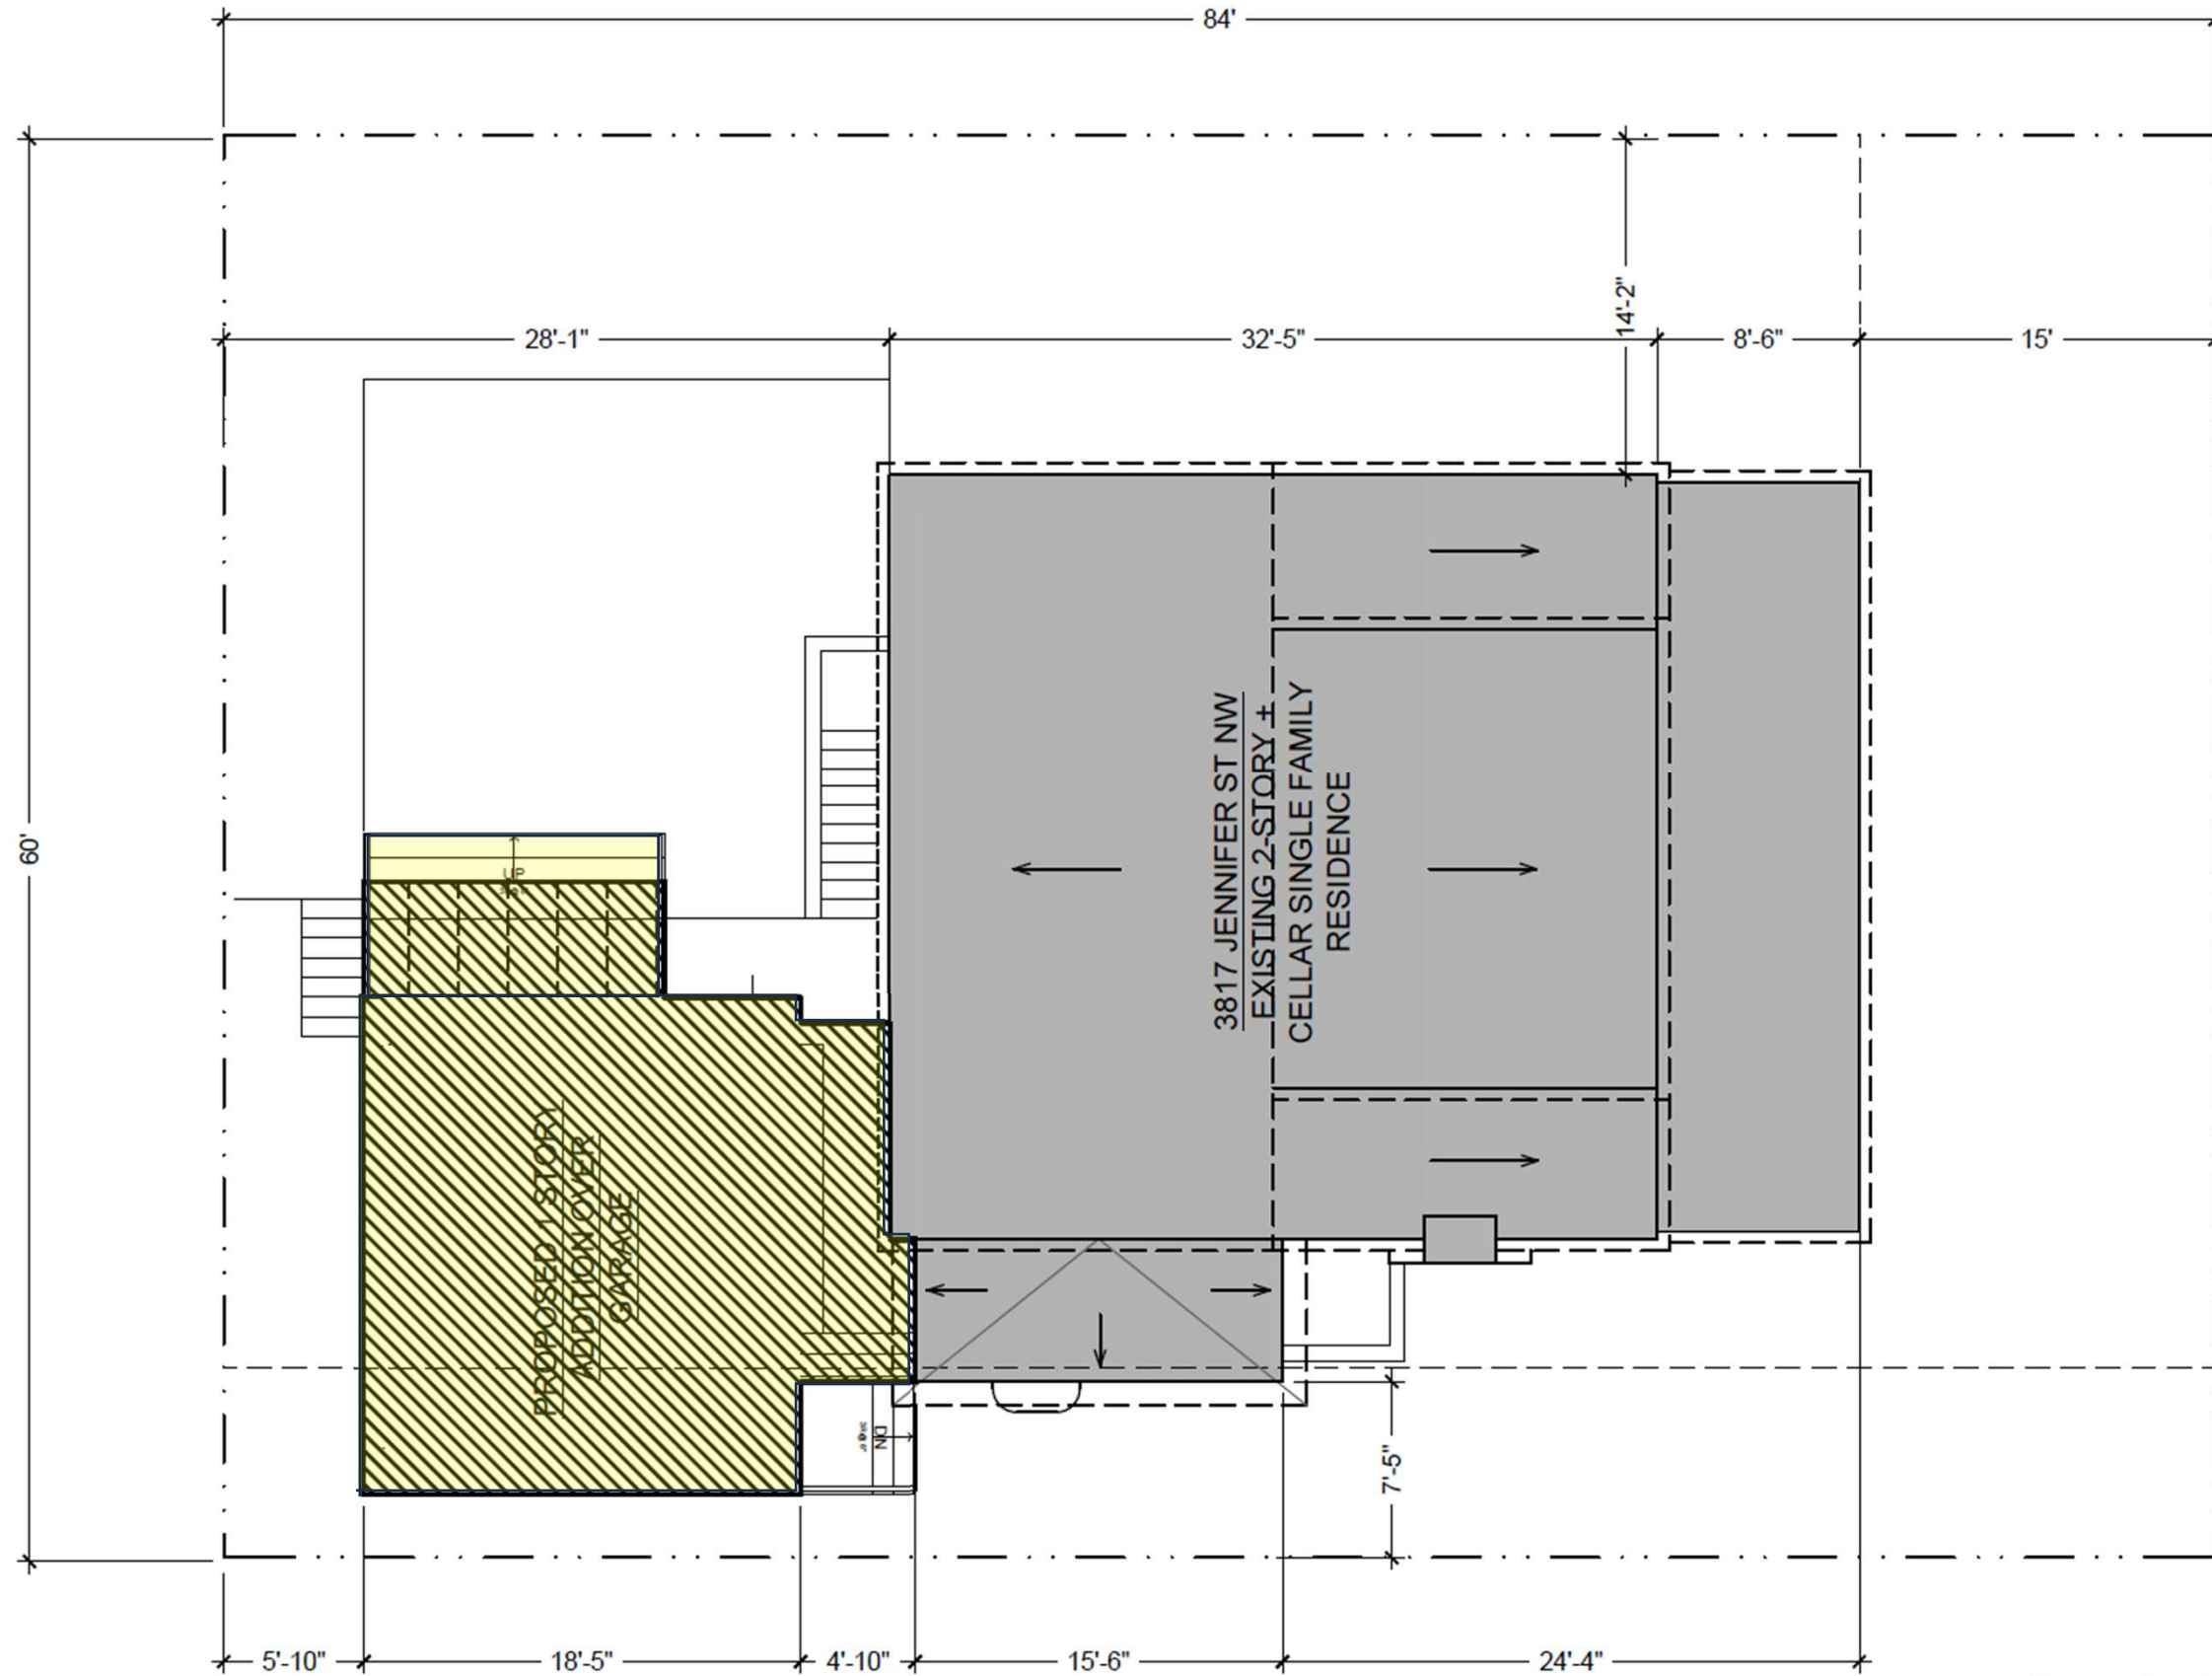 84'
14'-2"
28'-1"
32'-5"
8'-6"
15'
60'
3817 JENNIFER ST NW
EXISTING 2-STORY +
CELLAR SINGLE FAMILY
RESIDENCE
UP
PROPOSED 1 STORY
ADDITION OVER
GARAGE
DN
7'-5"
5'-10"
18'-5"
4'-10"
15'-6"
24'-4"